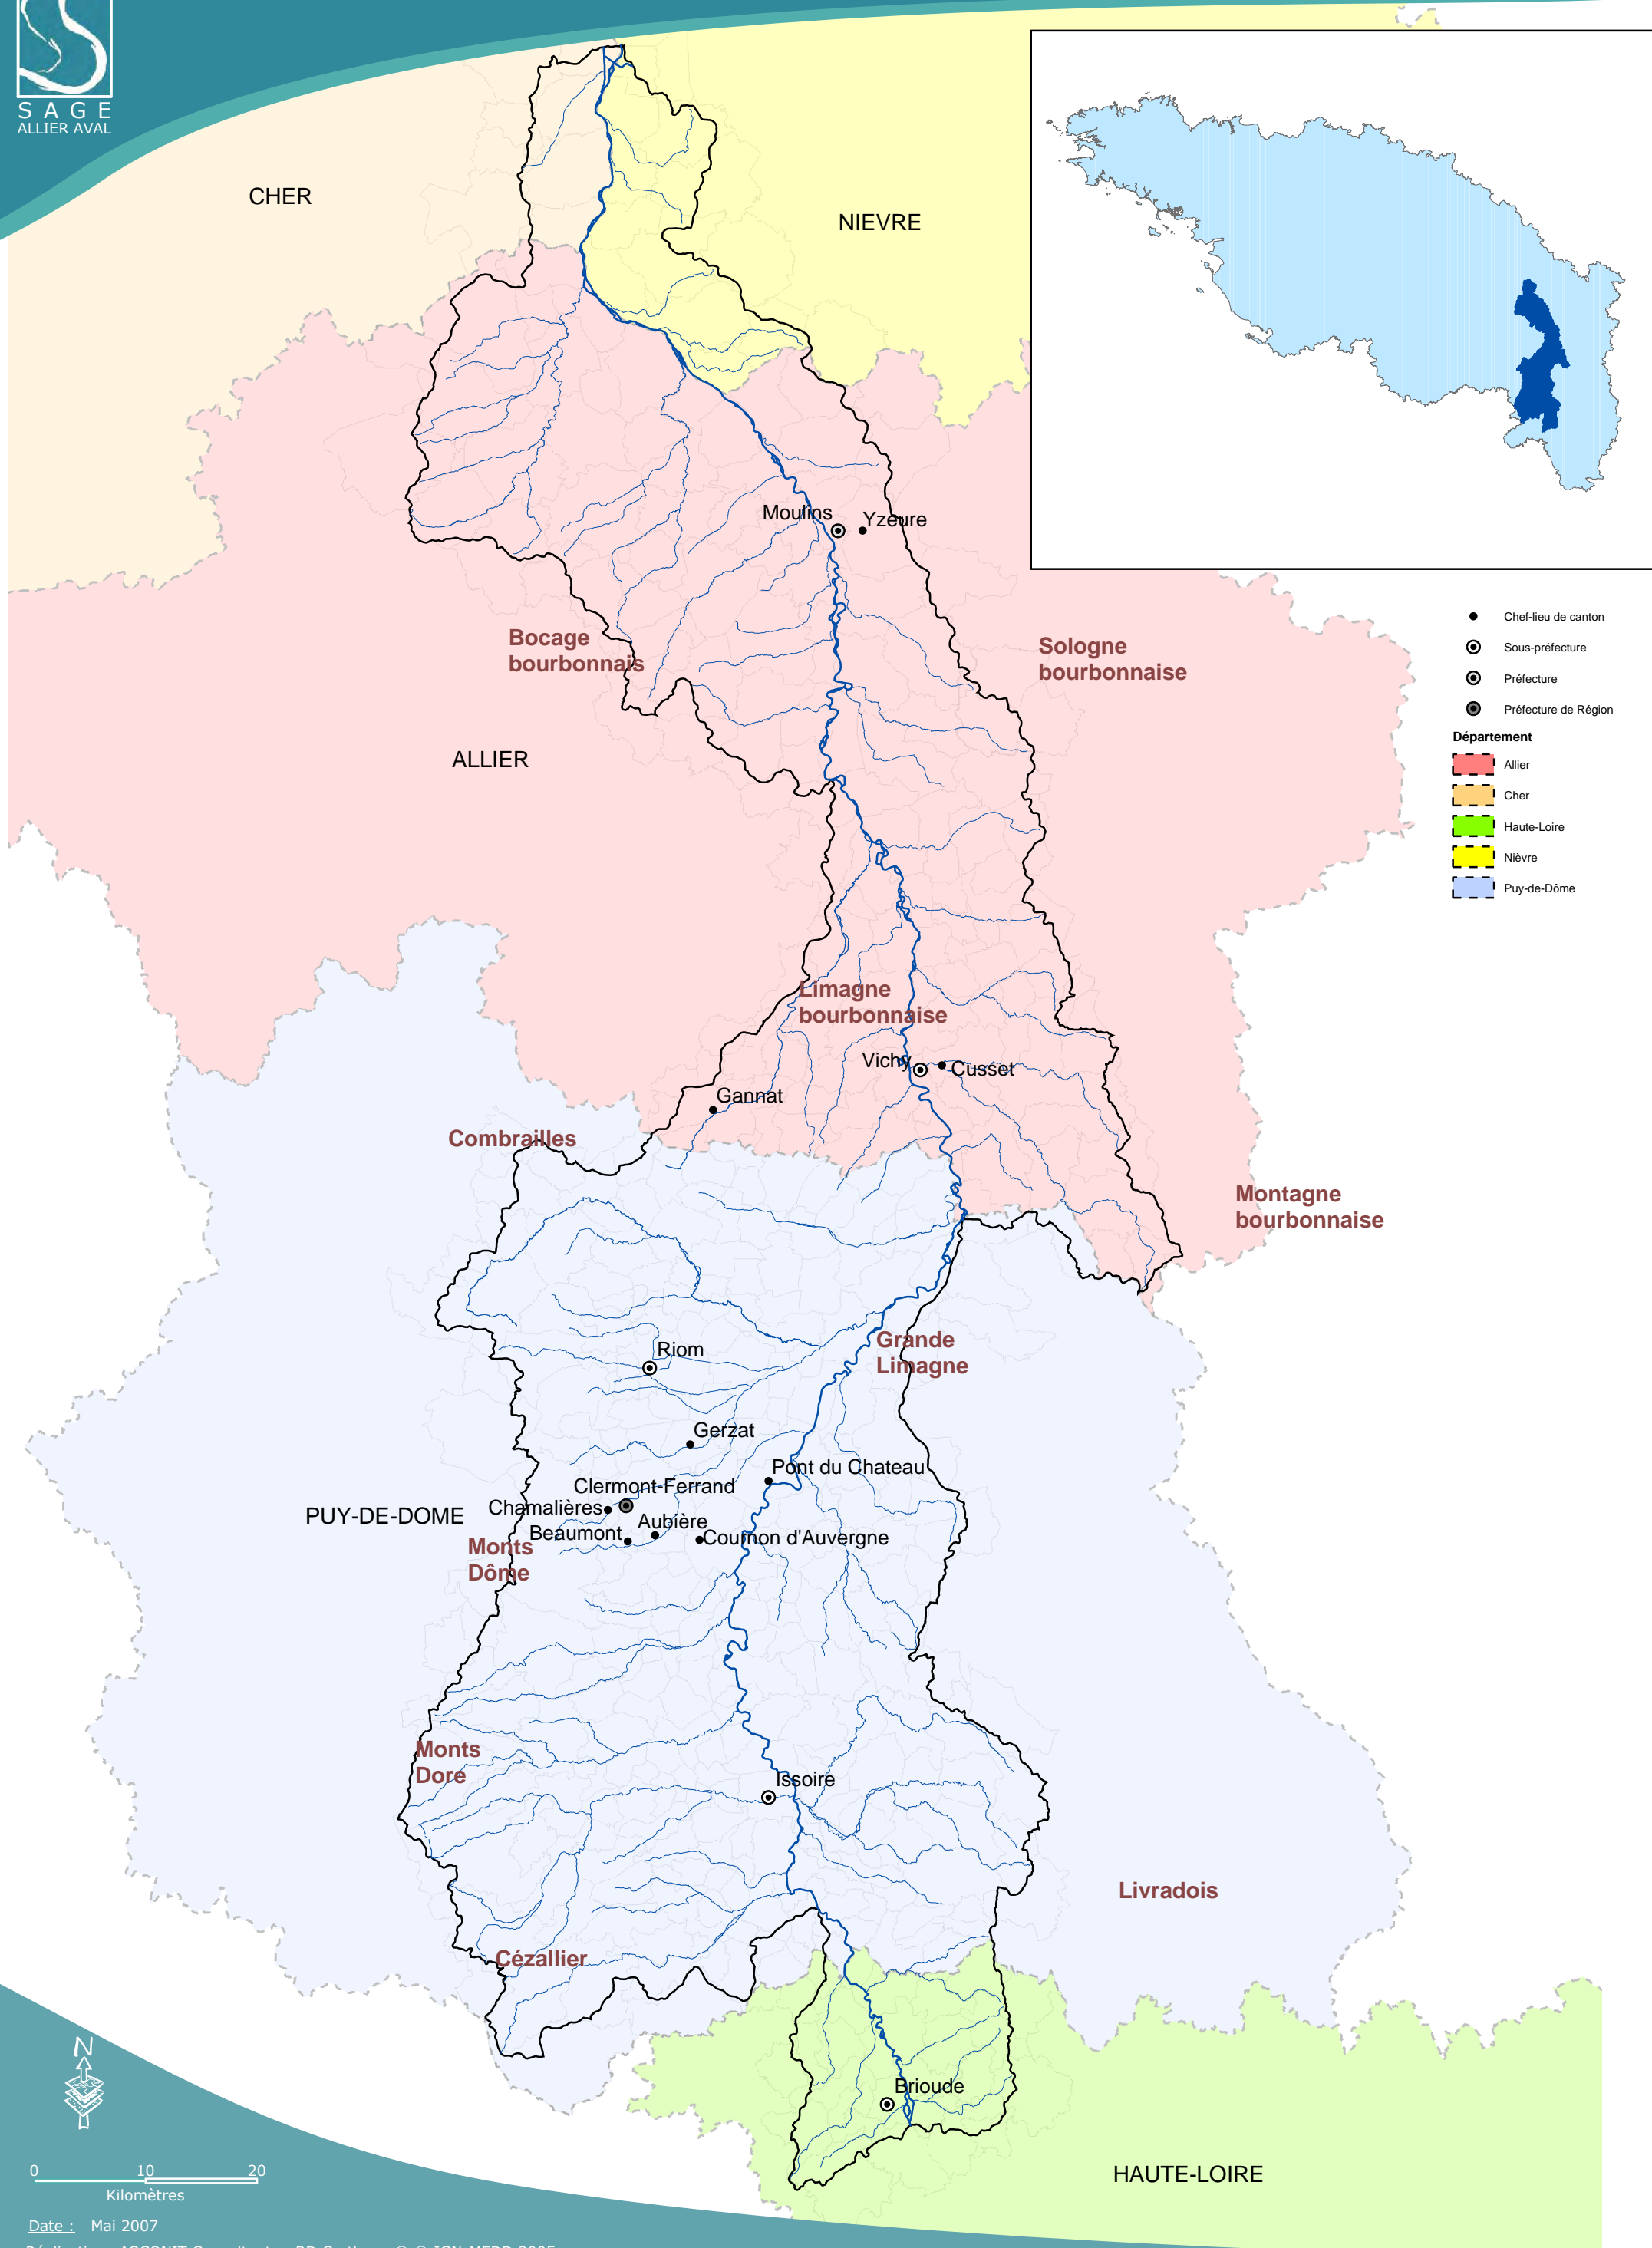 S A G E
ALLIER AVAL
CHER
NIEVRE
Moulins
Yzeure
Chef-lieu de canton
Sous-préfecture
Préfecture
Préfecture de Région
Département
Allier
Cher
Haute-Loire
Nièvre
Puy-de-Dôme
Bocage
bourbonnais
Sologne
bourbonnaise
ALLIER
Limagne
bourbonnaise
Vichy
Cusset
Gannat
Combrailles
Montagne
bourbonnaise
Grande
Limagne
Riom
Gerzat
Pont du Chateau
Clermont-Ferrand
Chamalières
PUY-DE-DOME
Aubière
Beaumont
Cournon d'Auvergne
Monts
Dôme
Monts
Dore
Issoire
Livradois
Cézallier
Brioude
HAUTE-LOIRE
N
0 10 20
Kilomètres
Date : Mai 2007